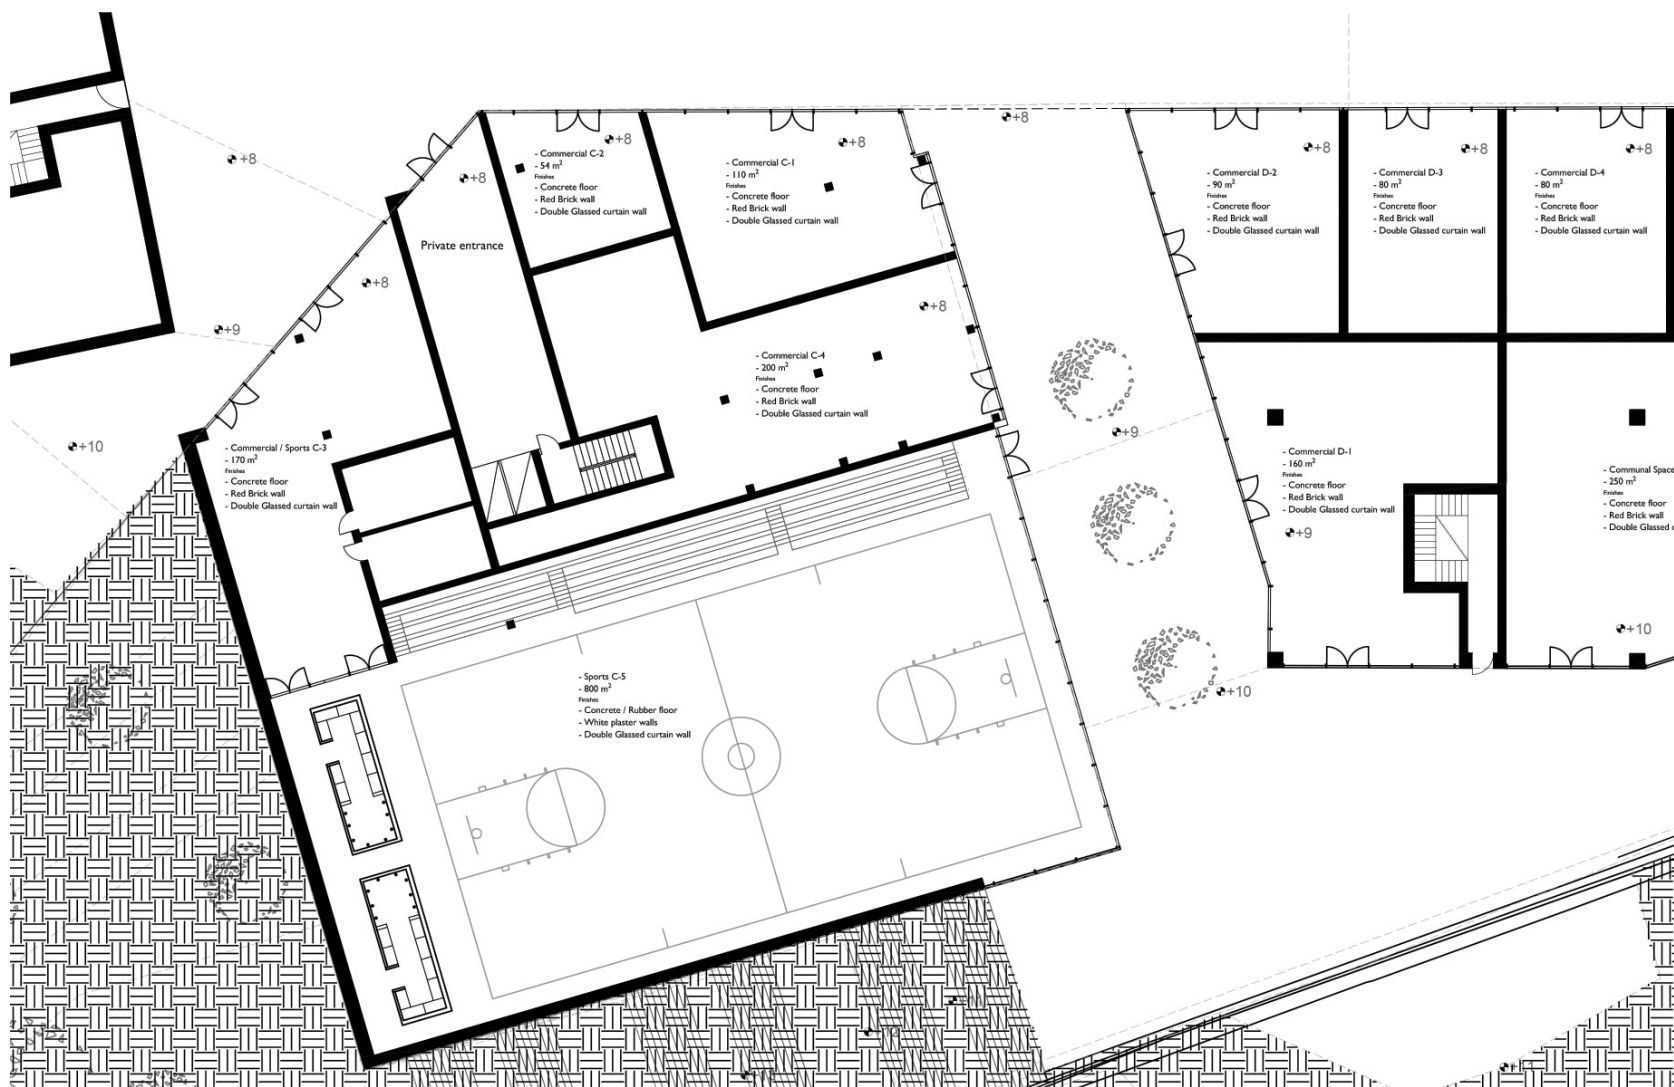 +8
+8
+9
+10
+8
Private entrance
- Commercial C-2
- 54 m²
Finishes
- Concrete floor
- Red Brick wall
- Double Glassed curtain wall
+8
- Commercial C-1
- 110 m²
Finishes
- Concrete floor
- Red Brick wall
- Double Glassed curtain wall
+8
+8
+8
- Commercial C-4
- 200 m²
Finishes
- Concrete floor
- Red Brick wall
- Double Glassed curtain wall
+8
- Commercial / Sports C-3
- 170 m²
Finishes
- Concrete floor
- Red Brick wall
- Double Glassed curtain wall
- Sports C-5
- 800 m²
Finishes
- Concrete / Rubber floor
- White plaster walls
- Double Glassed curtain wall
+9
+10
- Commercial D-2
- 90 m²
Finishes
- Concrete floor
- Red Brick wall
- Double Glassed curtain wall
+8
- Commercial D-3
- 80 m²
Finishes
- Concrete floor
- Red Brick wall
- Double Glassed curtain wall
+8
- Commercial D-4
- 80 m²
Finishes
- Concrete floor
- Red Brick wall
- Double Glassed curtain wall
- Commercial D-1
- 160 m²
Finishes
- Concrete floor
- Red Brick wall
- Double Glassed curtain wall
+9
- Communal Space
- 250 m²
Finishes
- Concrete floor
- Red Brick wall
- Double Glassed
+10